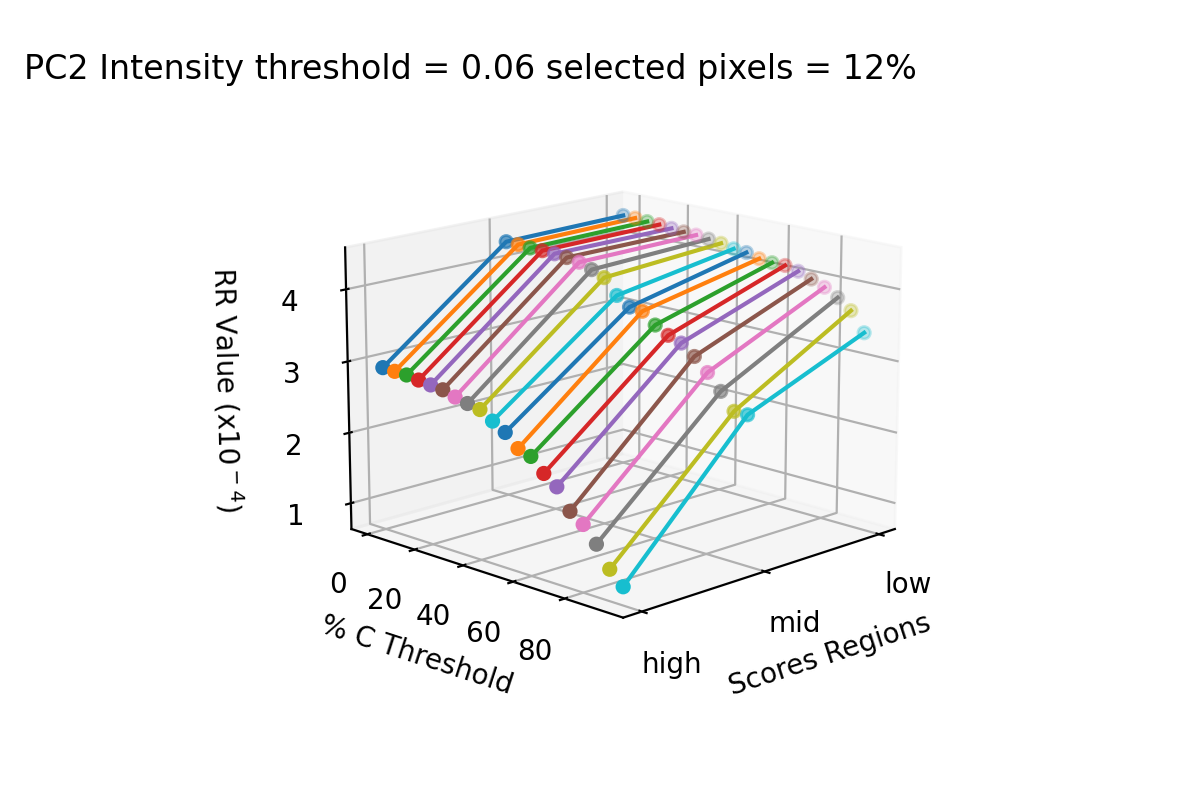 PC2 Intensity threshold = 0.06 selected pixels = 12%
RR Value (x10⁻⁴)
4
3
2
1
0
20
40
60
80
% C Threshold
high
mid
low
Scores Regions